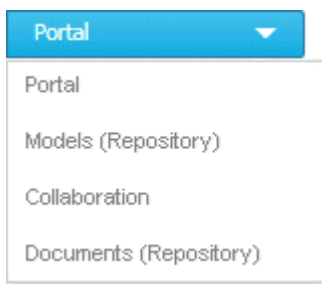 Portal
Portal
Models (Repository)
Collaboration
Documents (Repository)